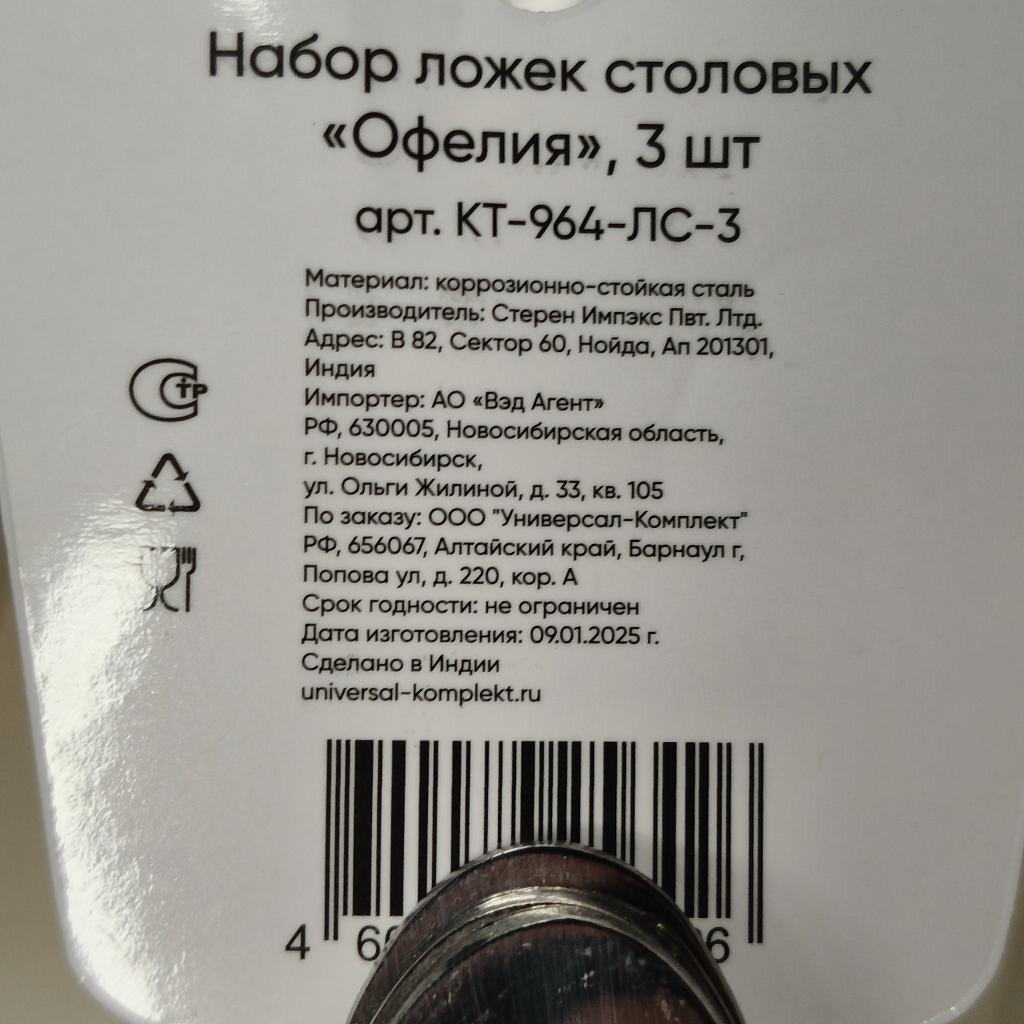 Набор ложек столовых
«Офелия», 3 шт
арт. КТ-964-ЛС-3
Материал: коррозионно-стойкая сталь
Производитель: Стерен Импэкс Пвт. Лтд.
Адрес: В 82, Сектор 60, Нойда, Ап 201301,
Индия
Импортер: АО «Вэд Агент»
РФ, 630005, Новосибирская область,
г. Новосибирск,
ул. Ольги Жилиной, д. 33, кв. 105
По заказу: ООО "Универсал-Комплект"
РФ, 656067, Алтайский край, Барнаул г,
Попова ул, д. 220, кор. А
Срок годности: не ограничен
Дата изготовления: 09.01.2025 г.
Сделано в Индии
universal-komplekt.ru
СТР
4